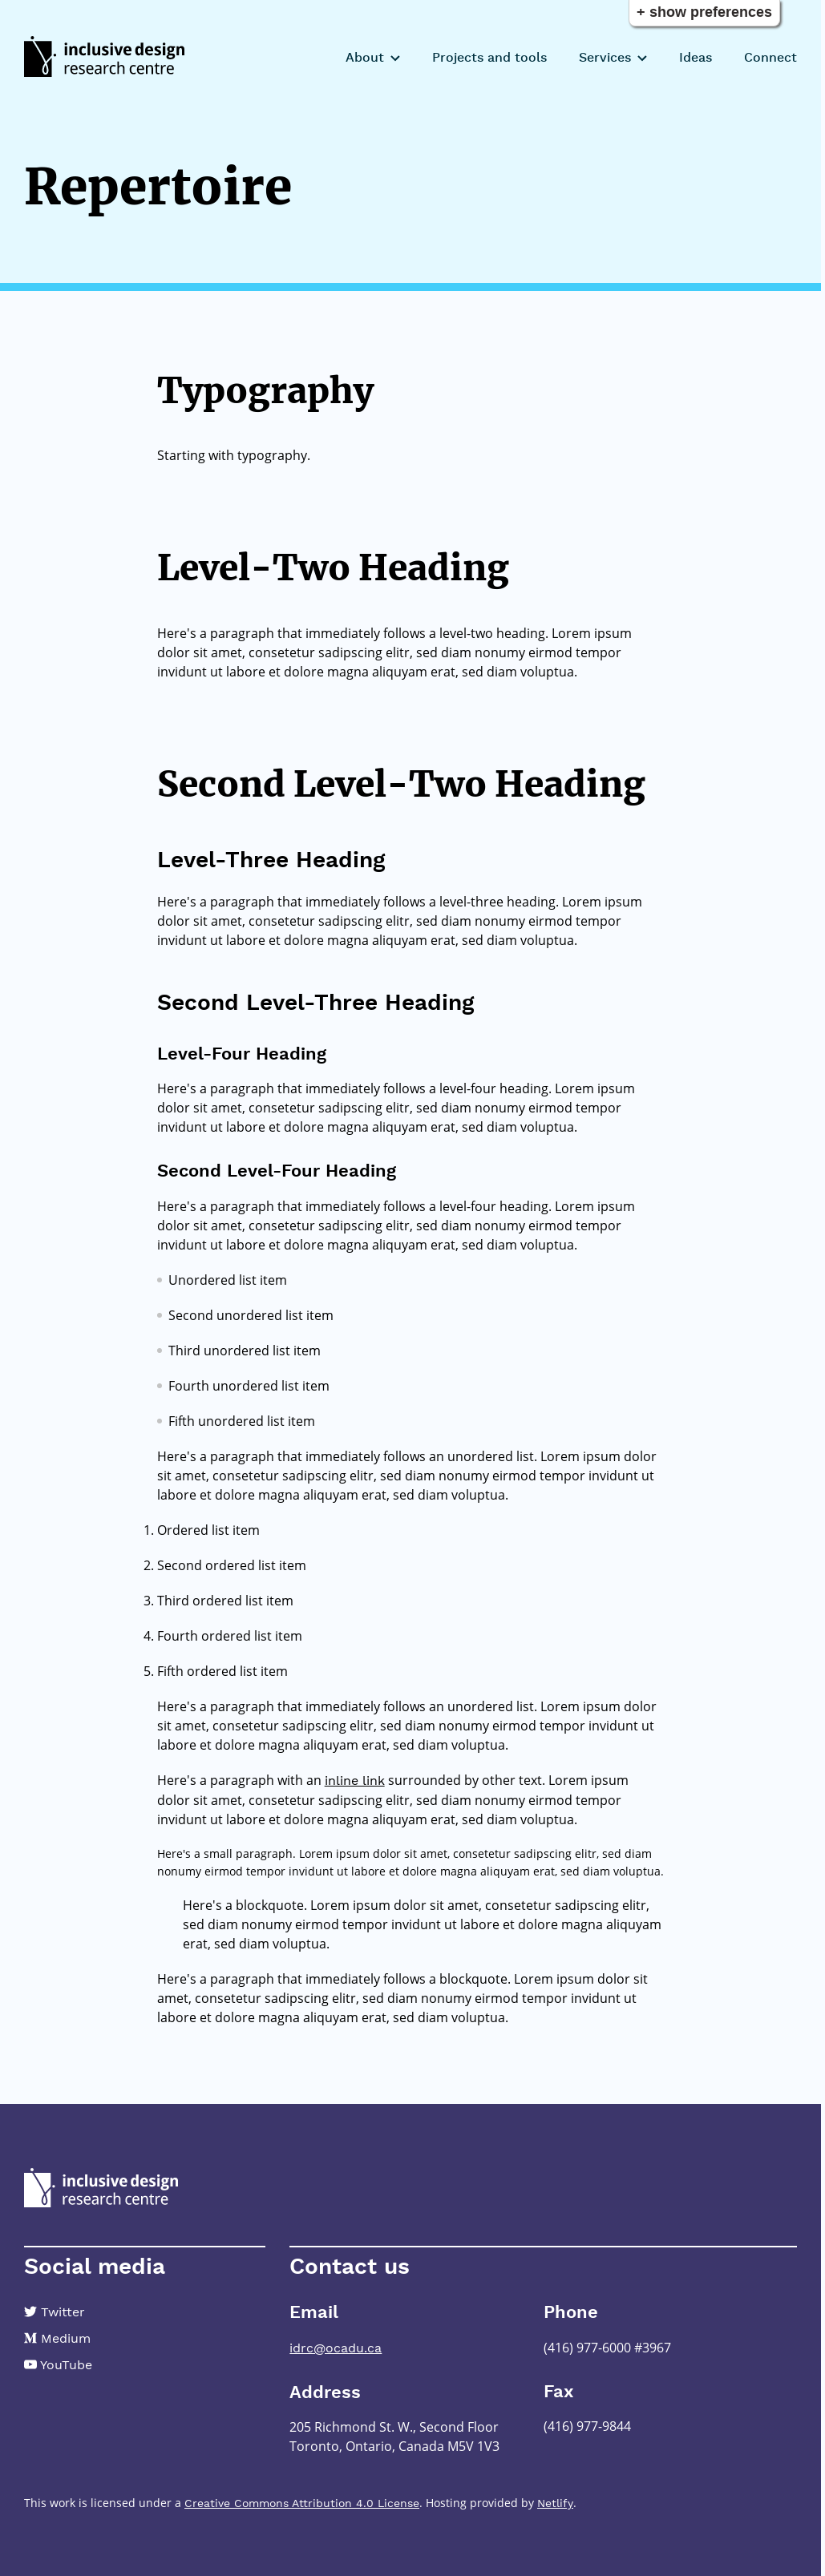 + show preferences
inclusive design
research centre
About
Projects and tools
Services
Ideas
Connect
Repertoire
Typography
Starting with typography.
Level-Two Heading
Here's a paragraph that immediately follows a level-two heading. Lorem ipsum
dolor sit amet, consetetur sadipscing elitr, sed diam nonumy eirmod tempor
invidunt ut labore et dolore magna aliquyam erat, sed diam voluptua.
Second Level-Two Heading
Level-Three Heading
Here's a paragraph that immediately follows a level-three heading. Lorem ipsum
dolor sit amet, consetetur sadipscing elitr, sed diam nonumy eirmod tempor
invidunt ut labore et dolore magna aliquyam erat, sed diam voluptua.
Second Level-Three Heading
Level-Four Heading
Here's a paragraph that immediately follows a level-four heading. Lorem ipsum
dolor sit amet, consetetur sadipscing elitr, sed diam nonumy eirmod tempor
invidunt ut labore et dolore magna aliquyam erat, sed diam voluptua.
Second Level-Four Heading
Here's a paragraph that immediately follows a level-four heading. Lorem ipsum
dolor sit amet, consetetur sadipscing elitr, sed diam nonumy eirmod tempor
invidunt ut labore et dolore magna aliquyam erat, sed diam voluptua.
Unordered list item
Second unordered list item
Third unordered list item
Fourth unordered list item
Fifth unordered list item
Here's a paragraph that immediately follows an unordered list. Lorem ipsum dolor
sit amet, consetetur sadipscing elitr, sed diam nonumy eirmod tempor invidunt ut
labore et dolore magna aliquyam erat, sed diam voluptua.
1. Ordered list item
2. Second ordered list item
3. Third ordered list item
4. Fourth ordered list item
5. Fifth ordered list item
Here's a paragraph that immediately follows an unordered list. Lorem ipsum dolor
sit amet, consetetur sadipscing elitr, sed diam nonumy eirmod tempor invidunt ut
labore et dolore magna aliquyam erat, sed diam voluptua.
Here's a paragraph with an inline link surrounded by other text. Lorem ipsum
dolor sit amet, consetetur sadipscing elitr, sed diam nonumy eirmod tempor
invidunt ut labore et dolore magna aliquyam erat, sed diam voluptua.
Here's a small paragraph. Lorem ipsum dolor sit amet, consetetur sadipscing elitr, sed diam
nonumy eirmod tempor invidunt ut labore et dolore magna aliquyam erat, sed diam voluptua.
Here's a blockquote. Lorem ipsum dolor sit amet, consetetur sadipscing elitr,
sed diam nonumy eirmod tempor invidunt ut labore et dolore magna aliquyam
erat, sed diam voluptua.
Here's a paragraph that immediately follows a blockquote. Lorem ipsum dolor sit
amet, consetetur sadipscing elitr, sed diam nonumy eirmod tempor invidunt ut
labore et dolore magna aliquyam erat, sed diam voluptua.
inclusive design
research centre
Social media
Twitter
Medium
YouTube
Contact us
Email
irdc@ocadu.ca
Address
205 Richmond St. W., Second Floor
Toronto, Ontario, Canada M5V 1V3
Phone
(416) 977-6000 #3967
Fax
(416) 977-9844
This work is licensed under a Creative Commons Attribution 4.0 License. Hosting provided by Netlify.